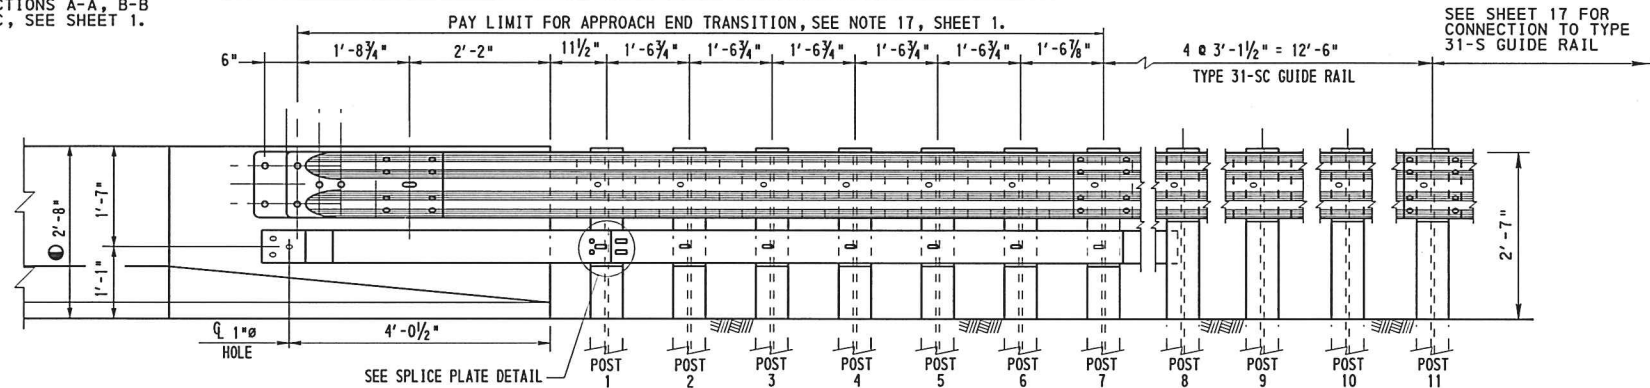 CTIONS A-A, B-B
C, SEE SHEET 1.
PAY LIMIT FOR APPROACH END TRANSITION, SEE NOTE 17, SHEET 1.
SEE SHEET 17 FOR
CONNECTION TO TYPE
31-S GUIDE RAIL
6" 1'-8¾" 2'-2" 11½" 1'-6¾" 1'-6¾" 1'-6¾" 1'-6¾" 1'-6¾" 1'-6⅞" 4 @ 3'-1½" = 12'-6"
TYPE 31-SC GUIDE RAIL
2'-8"
1'-7"
1'-1"
2'-7"
℄ 1"ø
HOLE
4'-0½"
SEE SPLICE PLATE DETAIL
POST
1
POST
2
POST
3
POST
4
POST
5
POST
6
POST
7
POST
8
POST
9
POST
10
POST
11